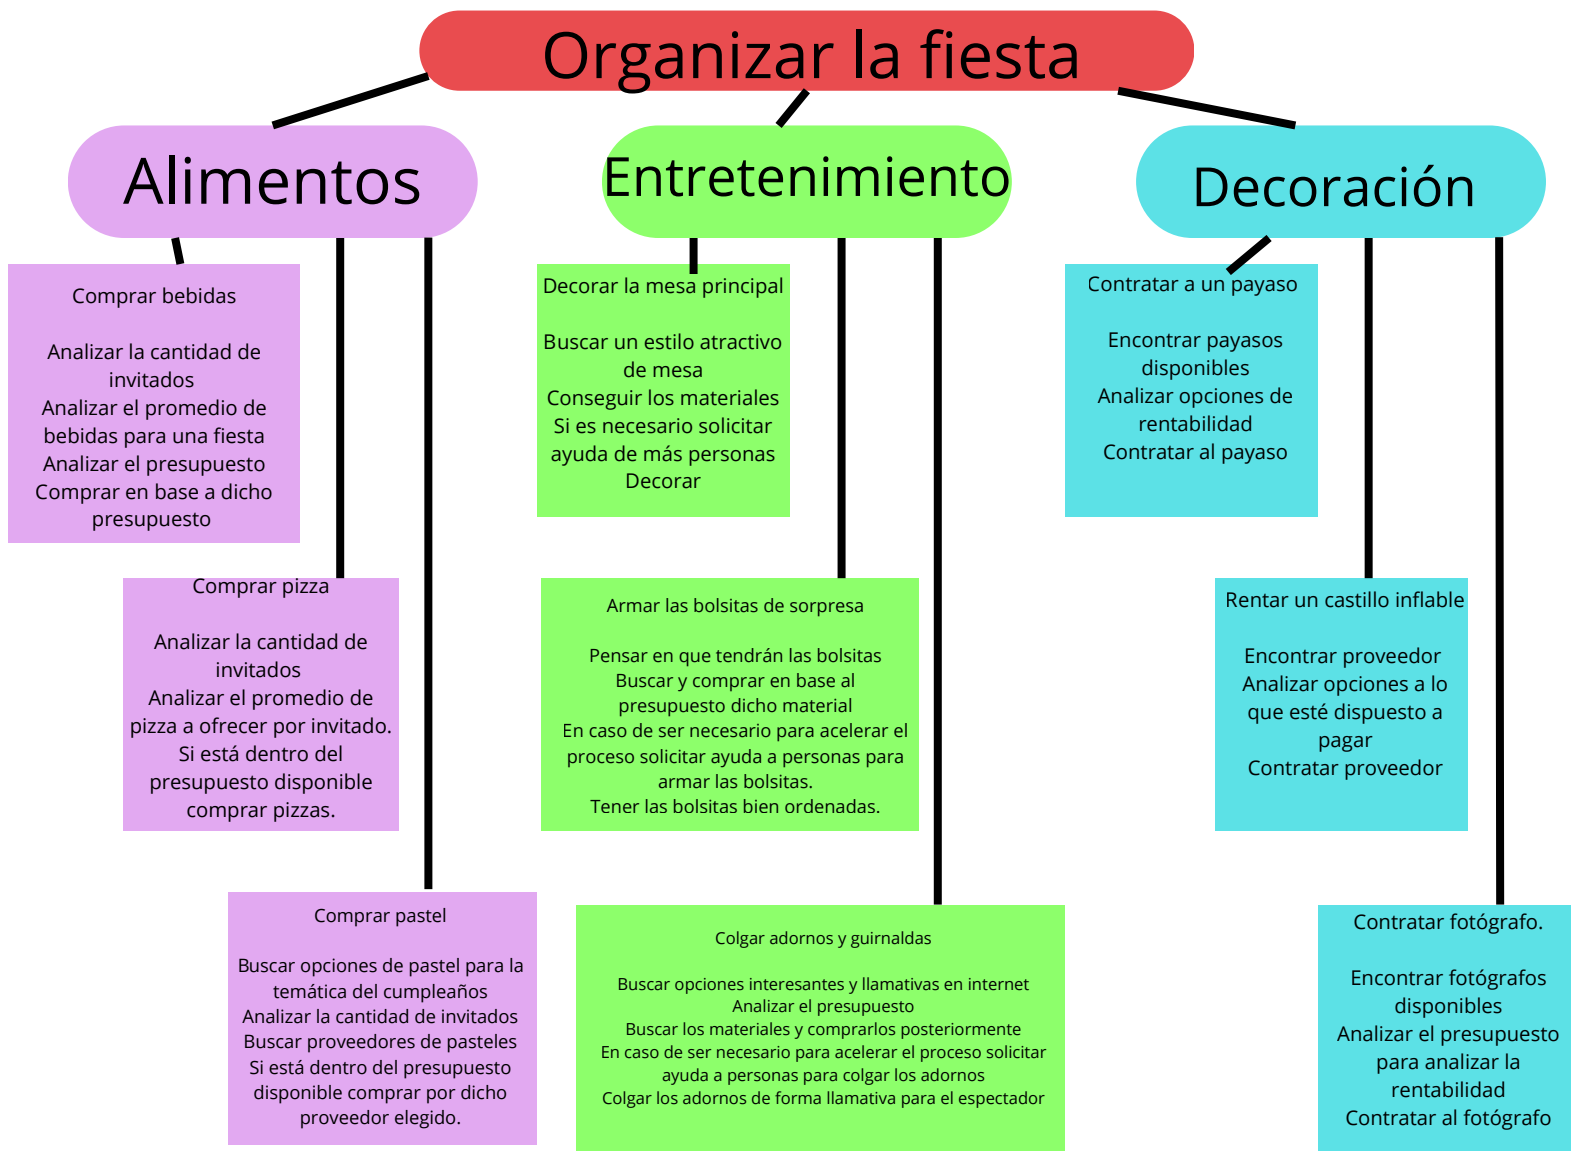 Organizar la fiesta
Alimentos
Entretenimiento
Decoración
Comprar bebidas
Analizar la cantidad de
invitados
Analizar el promedio de
bebidas para una fiesta
Analizar el presupuesto
Comprar en base a dicho
presupuesto
Decorar la mesa principal
Buscar un estilo atractivo
de mesa
Conseguir los materiales
Si es necesario solicitar
ayuda de más personas
Decorar
Contratar a un payaso
Encontrar payasos
disponibles
Analizar opciones de
rentabilidad
Contratar al payaso
Comprar pizza
Analizar la cantidad de
invitados
Analizar el promedio de
pizza a ofrecer por invitado.
Si está dentro del
presupuesto disponible
comprar pizzas.
Armar las bolsitas de sorpresa
Pensar en que tendrán las bolsitas
Buscar y comprar en base al
presupuesto dicho material
En caso de ser necesario para acelerar el
proceso solicitar ayuda a personas para
armar las bolsitas.
Tener las bolsitas bien ordenadas.
Rentar un castillo inflable
Encontrar proveedor
Analizar opciones a lo
que esté dispuesto a
pagar
Contratar proveedor
Comprar pastel
Buscar opciones de pastel para la
temática del cumpleaños
Analizar la cantidad de invitados
Buscar proveedores de pasteles
Si está dentro del presupuesto
disponible comprar por dicho
proveedor elegido.
Colgar adornos y guirnaldas
Buscar opciones interesantes y llamativas en internet
Analizar el presupuesto
Buscar los materiales y comprarlos posteriormente
En caso de ser necesario para acelerar el proceso solicitar
ayuda a personas para colgar los adornos
Colgar los adornos de forma llamativa para el espectador
Contratar fotógrafo.
Encontrar fotógrafos
disponibles
Analizar el presupuesto
para analizar la
rentabilidad
Contratar al fotógrafo